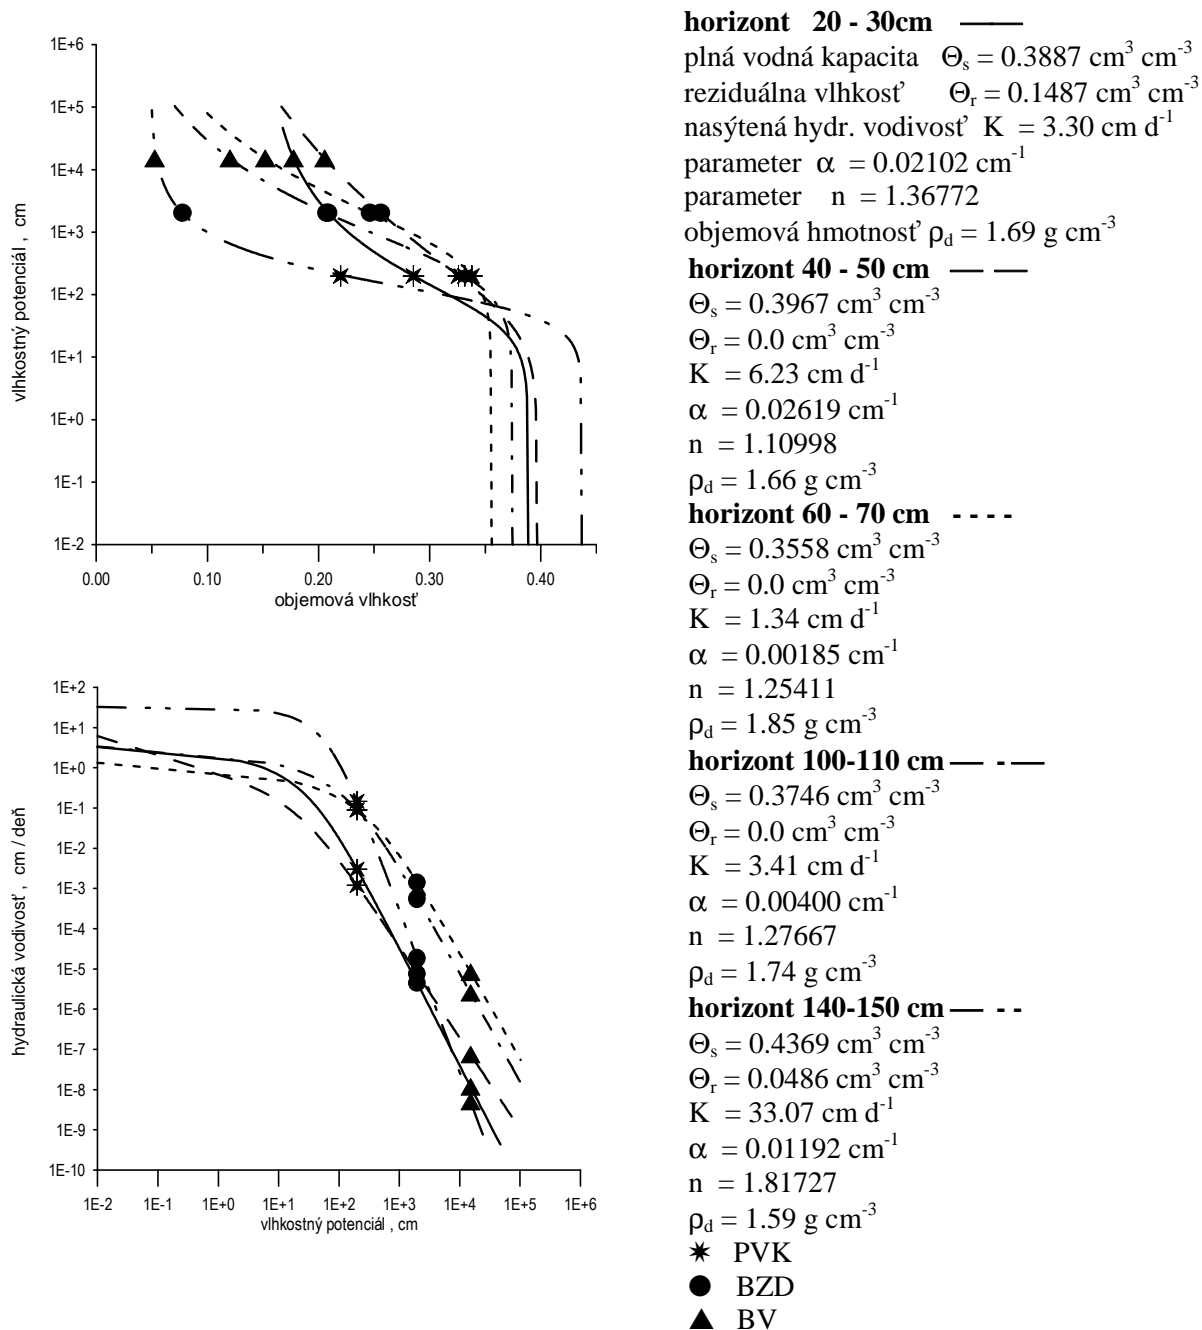 1E+6
1E+5
1E+4
1E+3
1E+2
1E+1
1E+0
1E-1
1E-2
vlhkostný potenciál , cm
0.00 0.10 0.20 0.30 0.40
objemová vlhkosť
1E+2
1E+1
1E+0
1E-1
1E-2
1E-3
1E-4
1E-5
1E-6
1E-7
1E-8
1E-9
1E-10
hydraulická vodivosť , cm / deň
1E-2 1E-1 1E+0 1E+1 1E+2 1E+3 1E+4 1E+5 1E+6
vlhkostný potenciál , cm
horizont 20 - 30cm
plná vodná kapacita Θs = 0.3887 cm³ cm⁻³
reziduálna vlhkosť Θr = 0.1487 cm³ cm⁻³
nasýtená hydr. vodivosť K = 3.30 cm d⁻¹
parameter α = 0.02102 cm⁻¹
parameter n = 1.36772
objemová hmotnosť ρd = 1.69 g cm⁻³
horizont 40 - 50 cm
Θs = 0.3967 cm³ cm⁻³
Θr = 0.0 cm³ cm⁻³
K = 6.23 cm d⁻¹
α = 0.02619 cm⁻¹
n = 1.10998
ρd = 1.66 g cm⁻³
horizont 60 - 70 cm
Θs = 0.3558 cm³ cm⁻³
Θr = 0.0 cm³ cm⁻³
K = 1.34 cm d⁻¹
α = 0.00185 cm⁻¹
n = 1.25411
ρd = 1.85 g cm⁻³
horizont 100-110 cm
Θs = 0.3746 cm³ cm⁻³
Θr = 0.0 cm³ cm⁻³
K = 3.41 cm d⁻¹
α = 0.00400 cm⁻¹
n = 1.27667
ρd = 1.74 g cm⁻³
horizont 140-150 cm
Θs = 0.4369 cm³ cm⁻³
Θr = 0.0486 cm³ cm⁻³
K = 33.07 cm d⁻¹
α = 0.01192 cm⁻¹
n = 1.81727
ρd = 1.59 g cm⁻³
PVK
BZD
BV